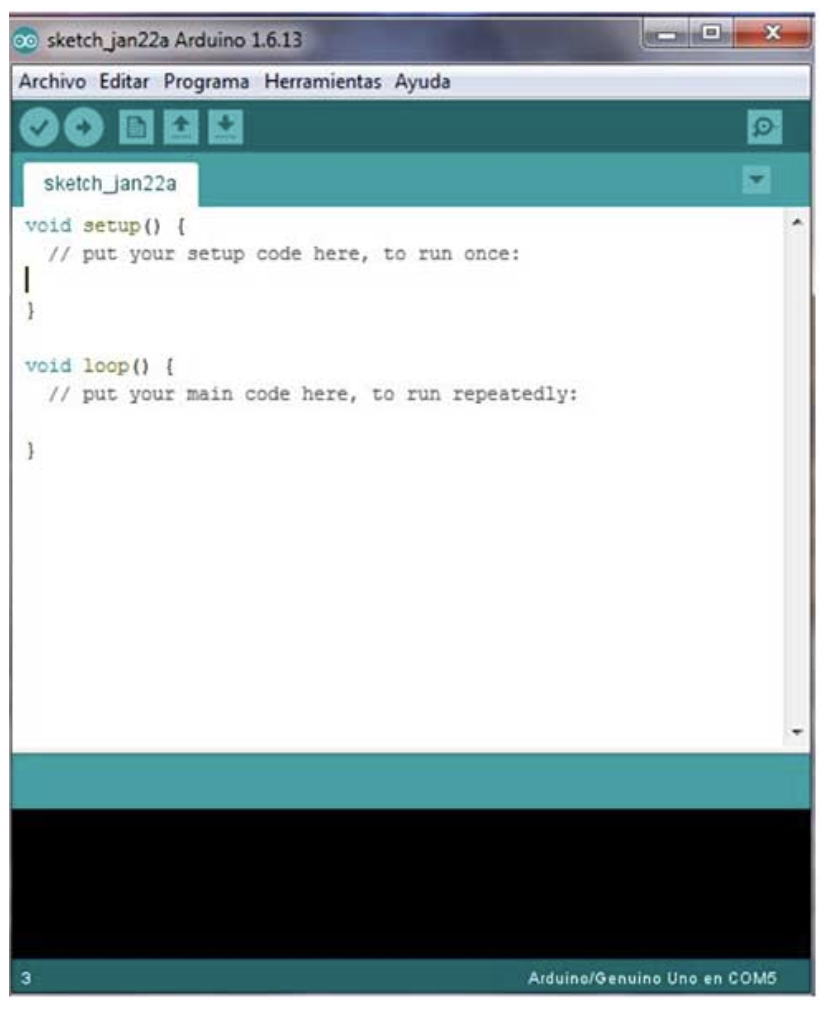 sketch_jan22a Arduino 1.6.13
Archivo Editar Programa Herramientas Ayuda
sketch_jan22a
void setup() {
  // put your setup code here, to run once:
}
void loop() {
  // put your main code here, to run repeatedly:
}
3 Arduino/Genuino Uno en COM5